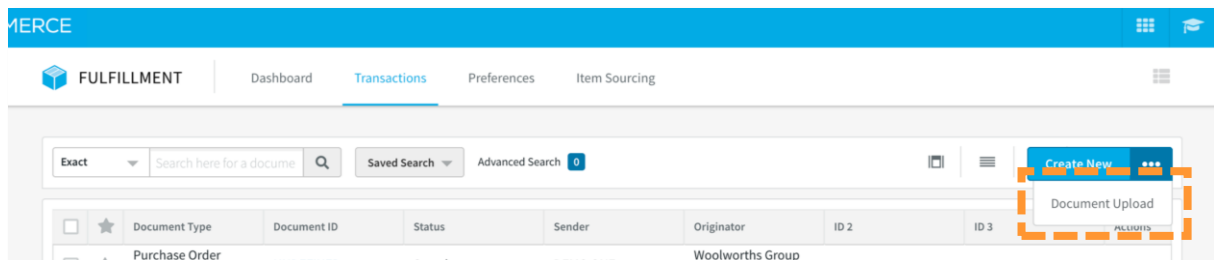 MERCE
FULFILLMENT Dashboard Transactions Preferences Item Sourcing
Exact Search here for a docume Saved Search Advanced Search 0 Create New •••
Document Upload
Document Type Document ID Status Sender Originator ID 2 ID 3 Actions
Purchase Order Woolworths Group